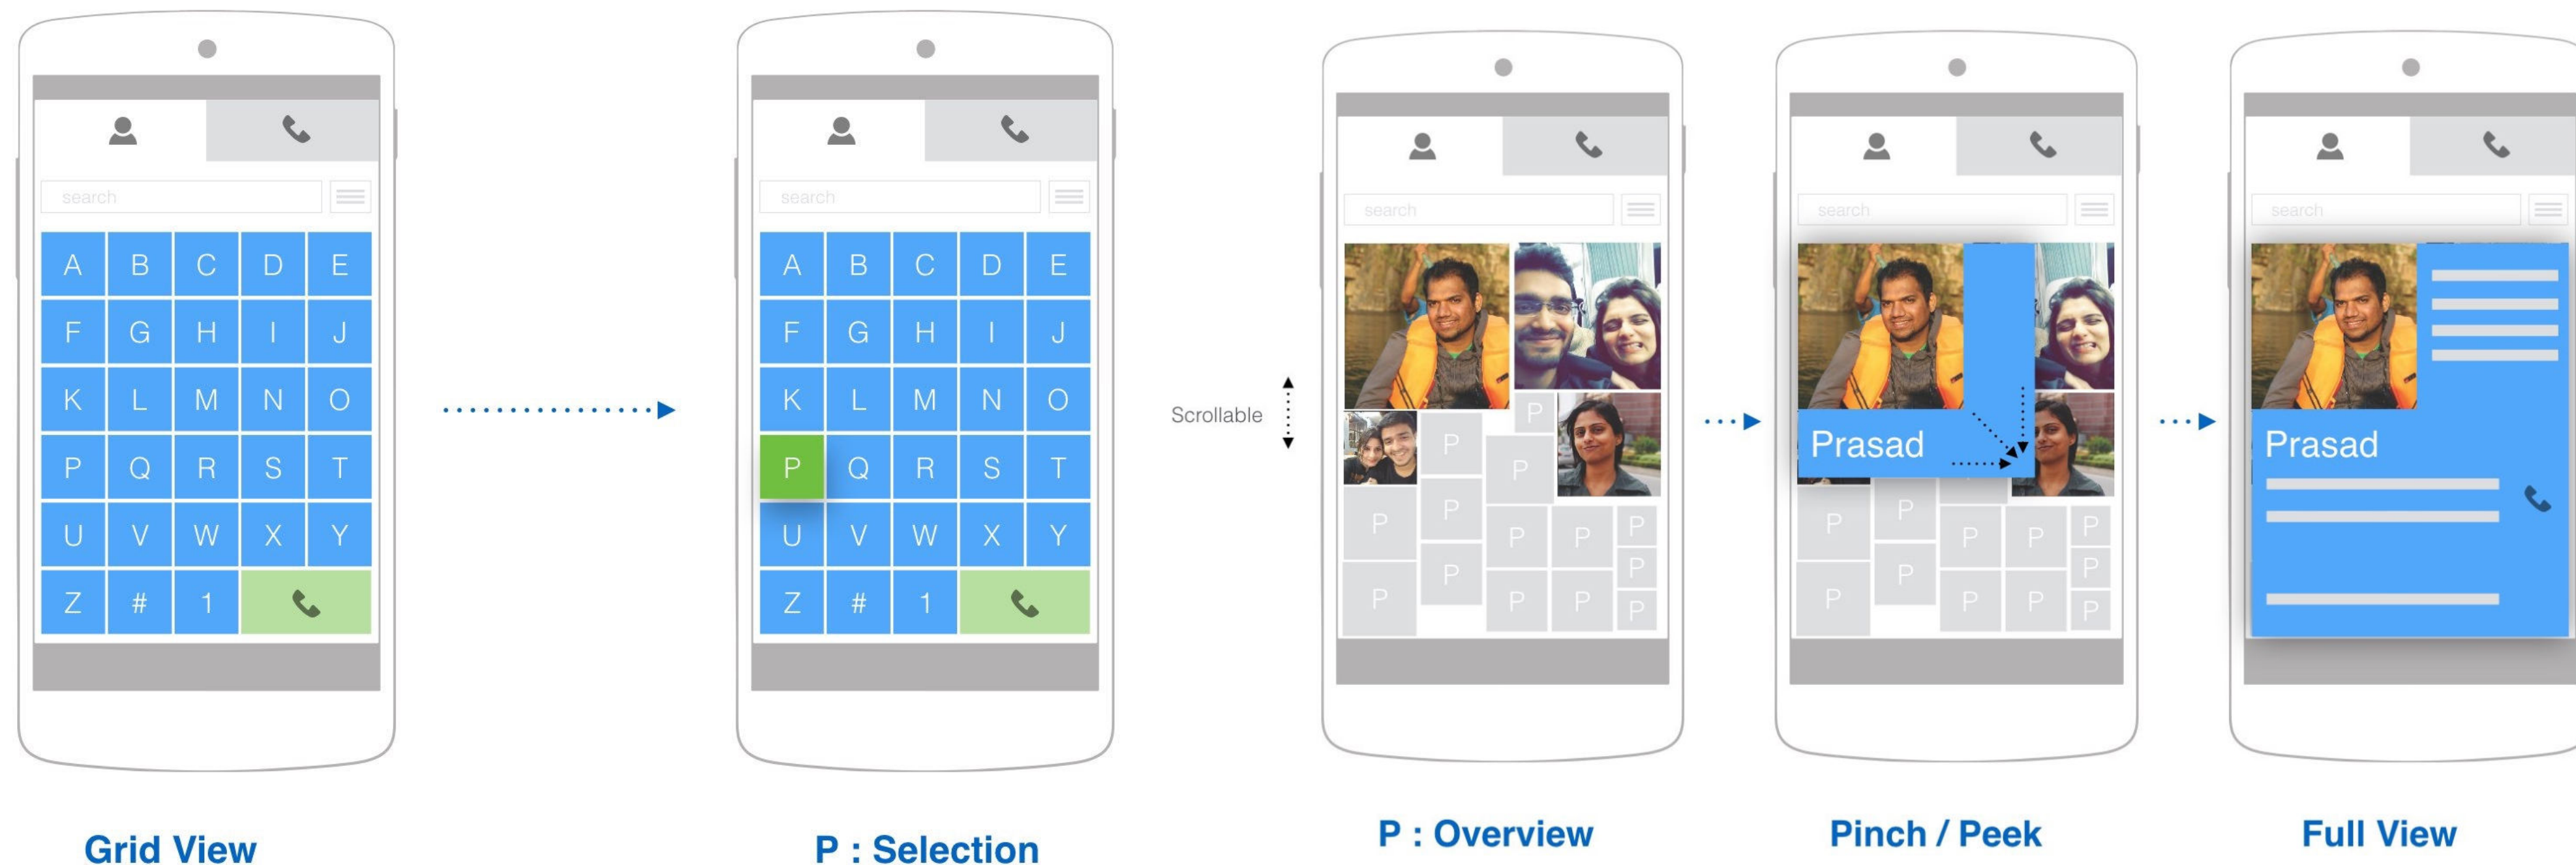 search
A B C D E
F G H I J
K L M N O
P Q R S T
U V W X Y
Z # 1
Grid View
search
A B C D E
F G H I J
K L M N O
P Q R S T
U V W X Y
Z # 1
P : Selection
Scrollable
search
P
P P
P P
P P P
P
P
P P P
P
P : Overview
search
Prasad
P P
P P P
P
P
P P P
P
Pinch / Peek
search
Prasad
Full View